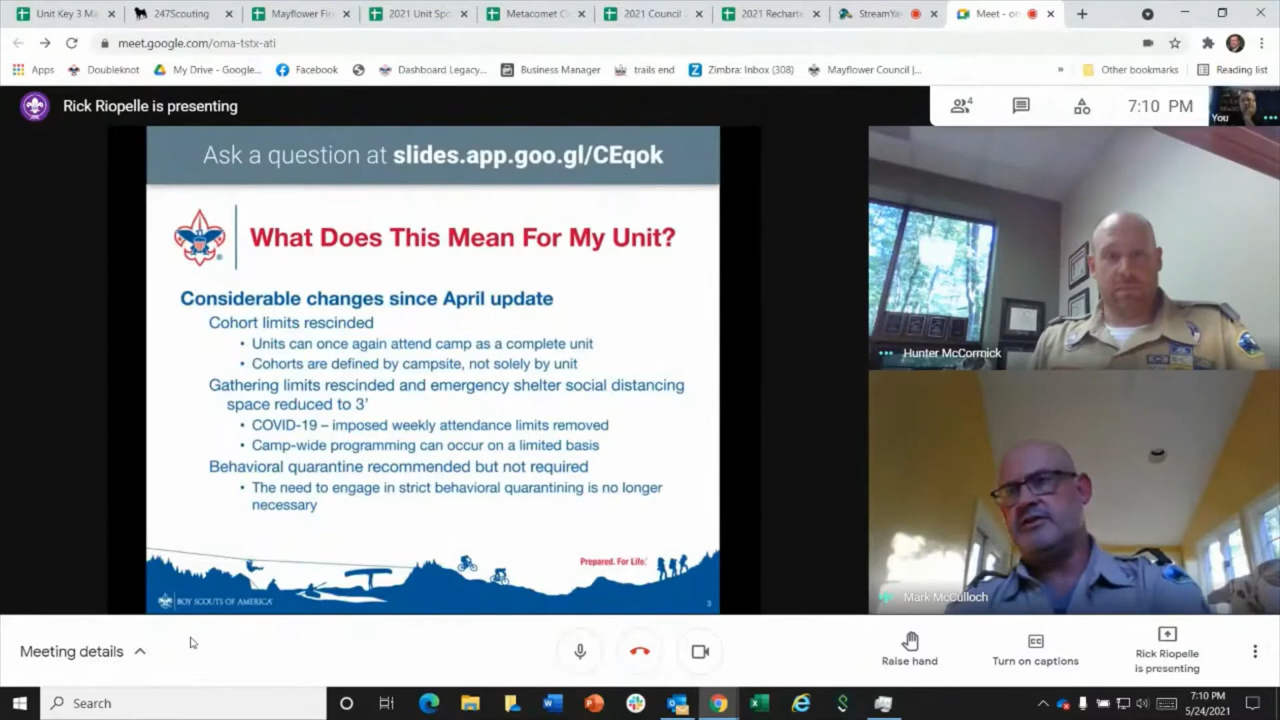 Unit Key 3 M
247Scouting
Mayflower Fi
2021 Unit Spo
Metacomet C
2021 Council
2021 Rechart
StreamYa
Meet - o
meet.google.com/oma-tstx-ati
Apps
Doubleknot
My Drive - Google...
Facebook
Dashboard Legacy...
Business Manager
trails end
Zimbra: Inbox (308)
Mayflower Council |...
»
Other bookmarks
Reading list
Rick Riopelle is presenting
4
7:10 PM
You
Ask a question at slides.app.goo.gl/CEqok
What Does This Mean For My Unit?
Considerable changes since April update
Cohort limits rescinded
• Units can once again attend camp as a complete unit
• Cohorts are defined by campsite, not solely by unit
Gathering limits rescinded and emergency shelter social distancing
space reduced to 3'
• COVID-19 – imposed weekly attendance limits removed
• Camp-wide programming can occur on a limited basis
Behavioral quarantine recommended but not required
• The need to engage in strict behavioral quarantining is no longer
necessary
Prepared. For Life.
BOY SCOUTS OF AMERICA
3
Hunter McCormick
Mark McCulloch
Meeting details
Raise hand
Turn on captions
Rick Riopelle
is presenting
Search
7:10 PM
5/24/2021